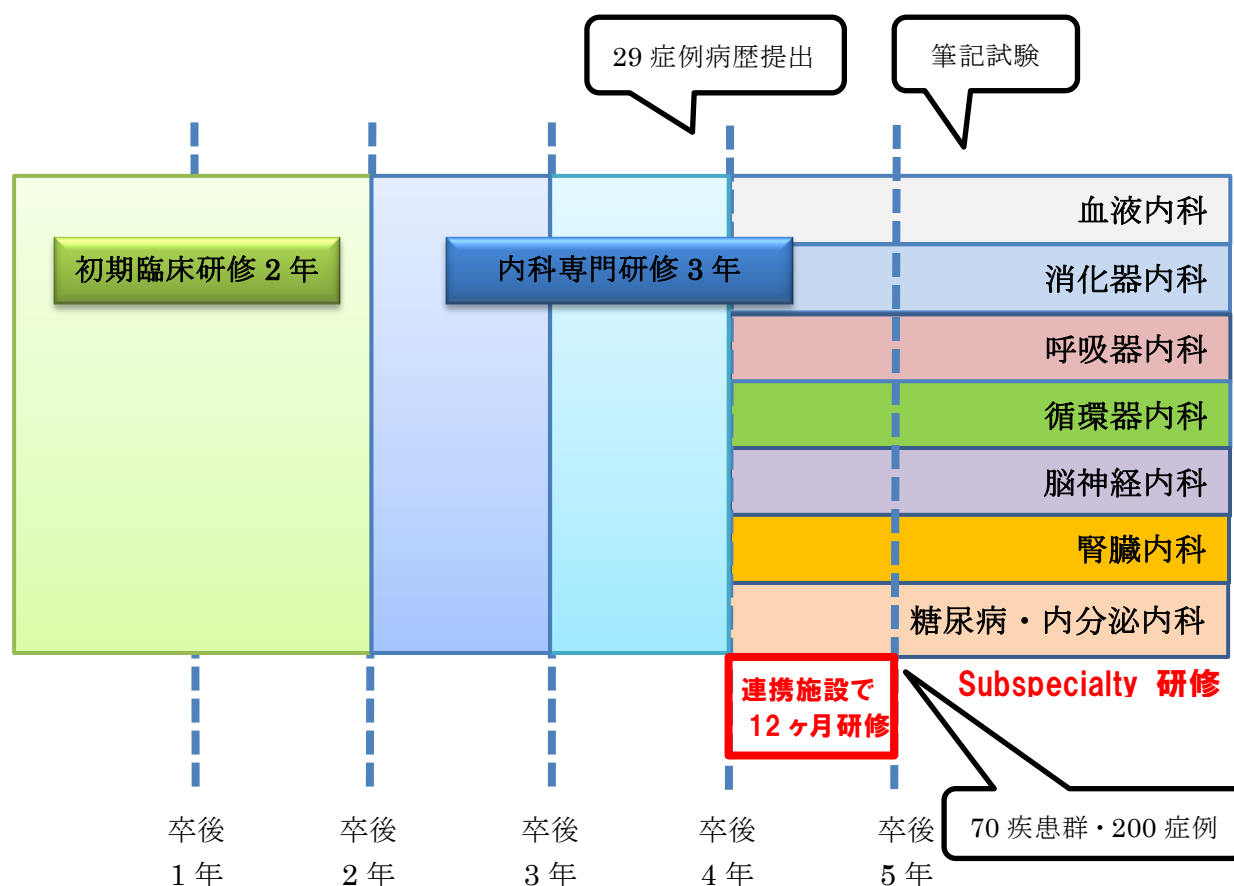 29 症例病歴提出
筆記試験
初期臨床研修 2 年
内科専門研修 3 年
血液内科
消化器内科
呼吸器内科
循環器内科
脳神経内科
腎臓内科
糖尿病・内分泌内科
連携施設で
12 ヶ月研修
Subspecialty 研修
70 疾患群・200 症例
卒後
1 年
卒後
2 年
卒後
3 年
卒後
4 年
卒後
5 年